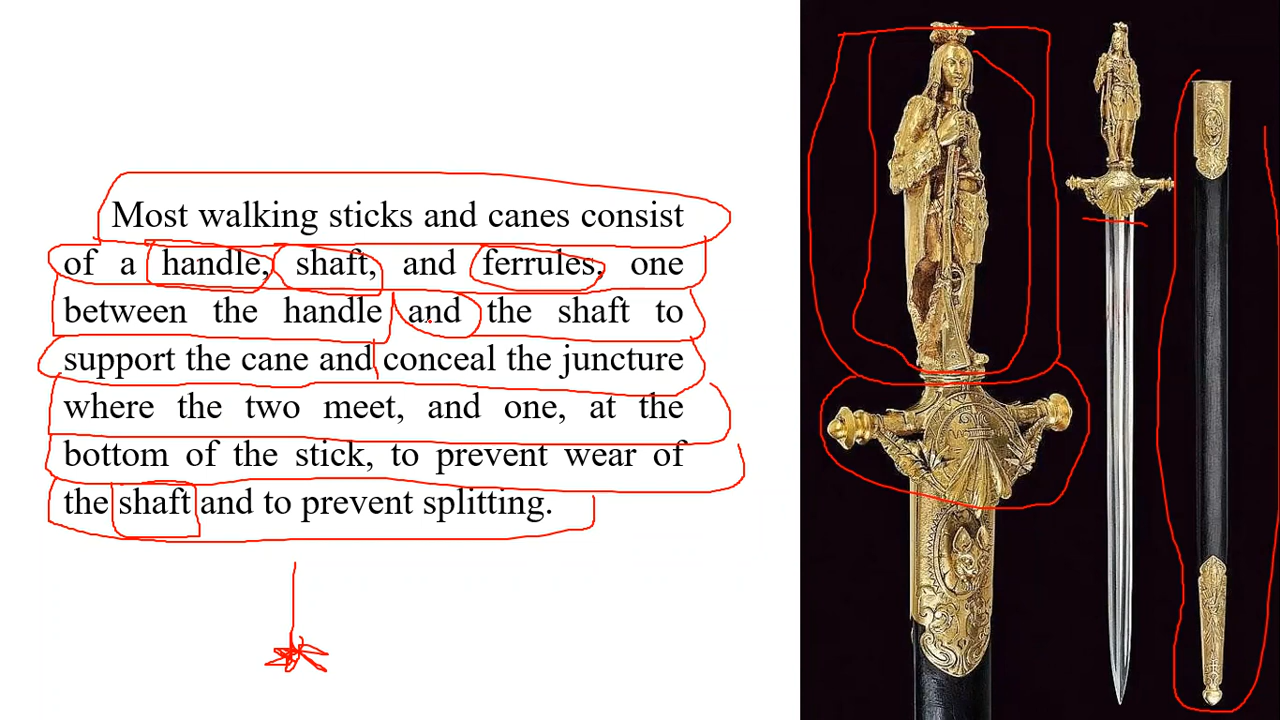 Most walking sticks and canes consist
of a handle, shaft, and ferrules, one
between the handle and the shaft to
support the cane and conceal the juncture
where the two meet, and one, at the
bottom of the stick, to prevent wear of
the shaft and to prevent splitting.